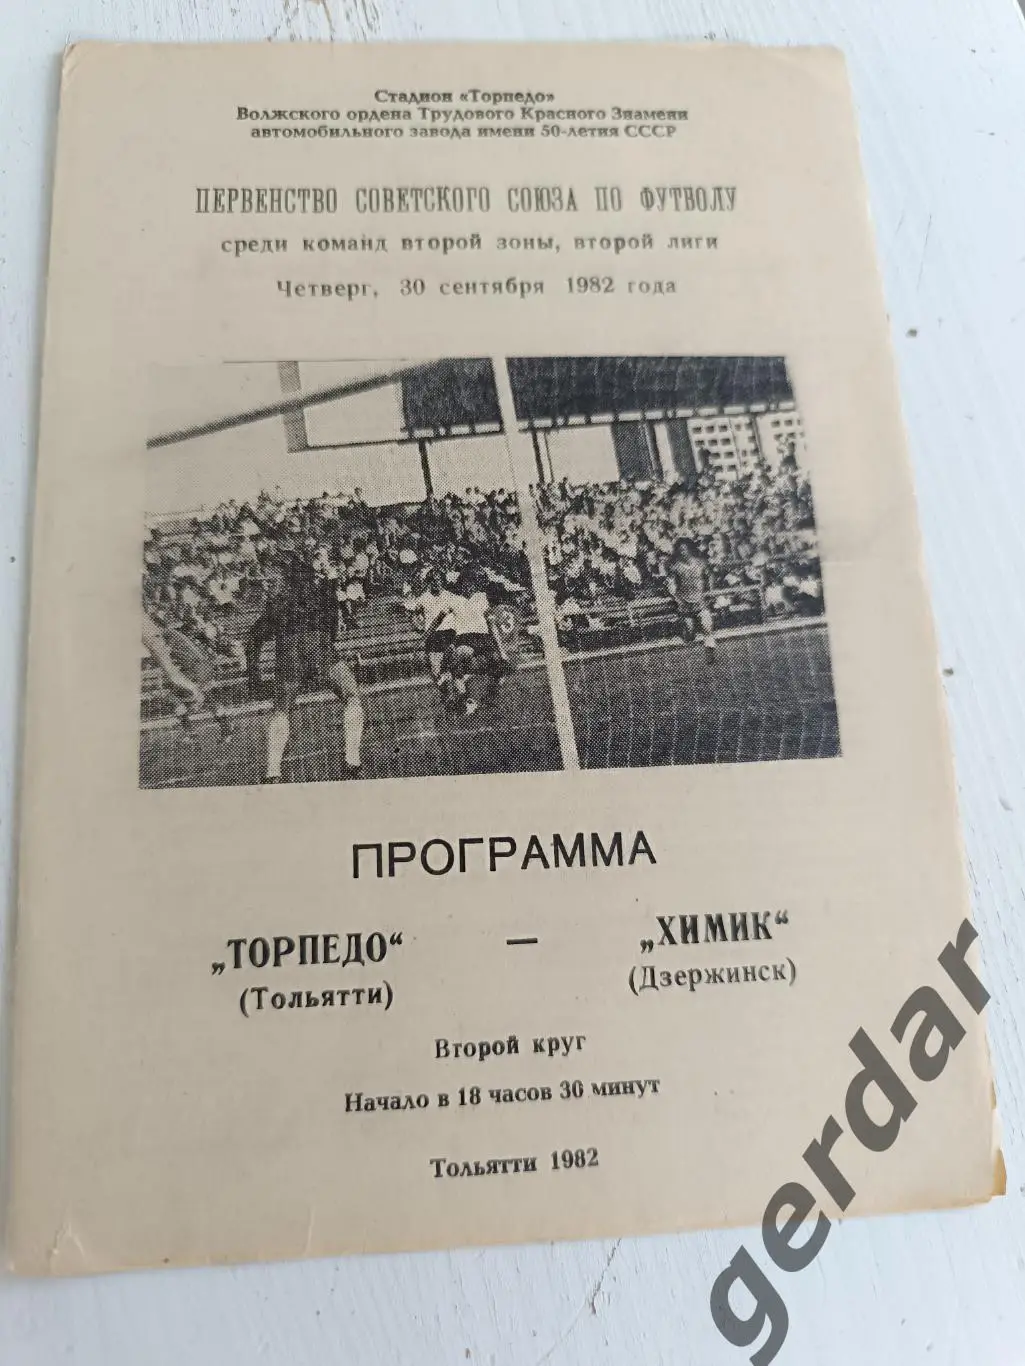 Стадион «Торпедо»
Волжского ордена Трудового Красного Знамени
автомобильного завода имени 50-летия СССР
ПЕРВЕНСТВО СОВЕТСКОГО СОЮЗА ПО ФУТБОЛУ
среди команд второй зоны, второй лиги
Четверг, 30 сентября 1982 года
3
ПРОГРАММА
„ТОРПЕДО“ — „ХИМИК“
(Тольятти) (Дзержинск)
Второй круг
Начало в 18 часов 30 минут
Тольятти 1982
gerdar